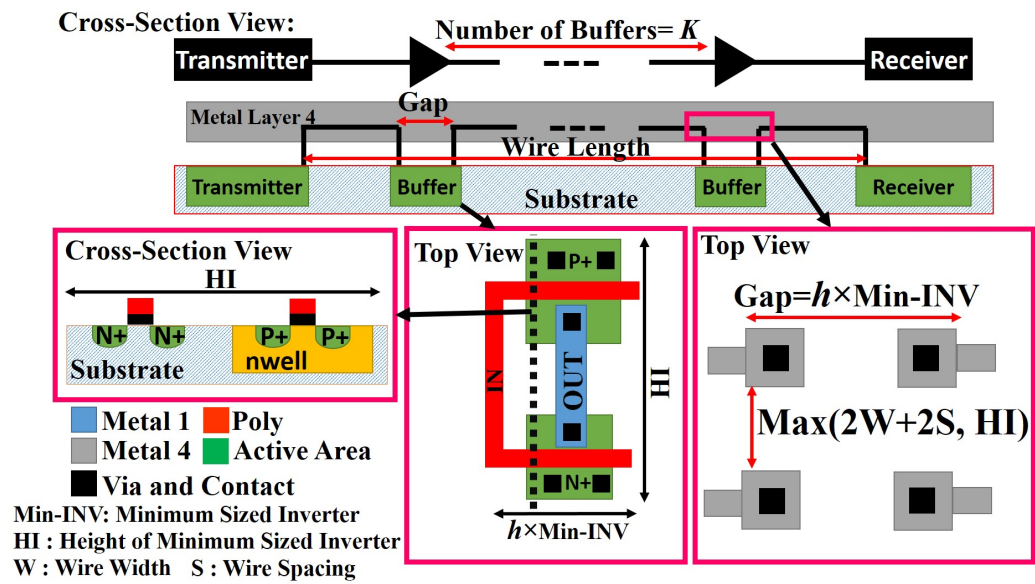 Cross-Section View:
Number of Buffers= K
Transmitter
Receiver
Gap
Metal Layer 4
Wire Length
Transmitter
Buffer
Buffer
Receiver
Substrate
Cross-Section View
HI
N+ N+ P+ P+
Substrate
nwell
Top View
P+
IN
OUT
HI
N+
h×Min-INV
Top View
Gap=h×Min-INV
Max(2W+2S, HI)
Metal 1
Poly
Metal 4
Active Area
Via and Contact
Min-INV: Minimum Sized Inverter
HI : Height of Minimum Sized Inverter
W : Wire Width S : Wire Spacing